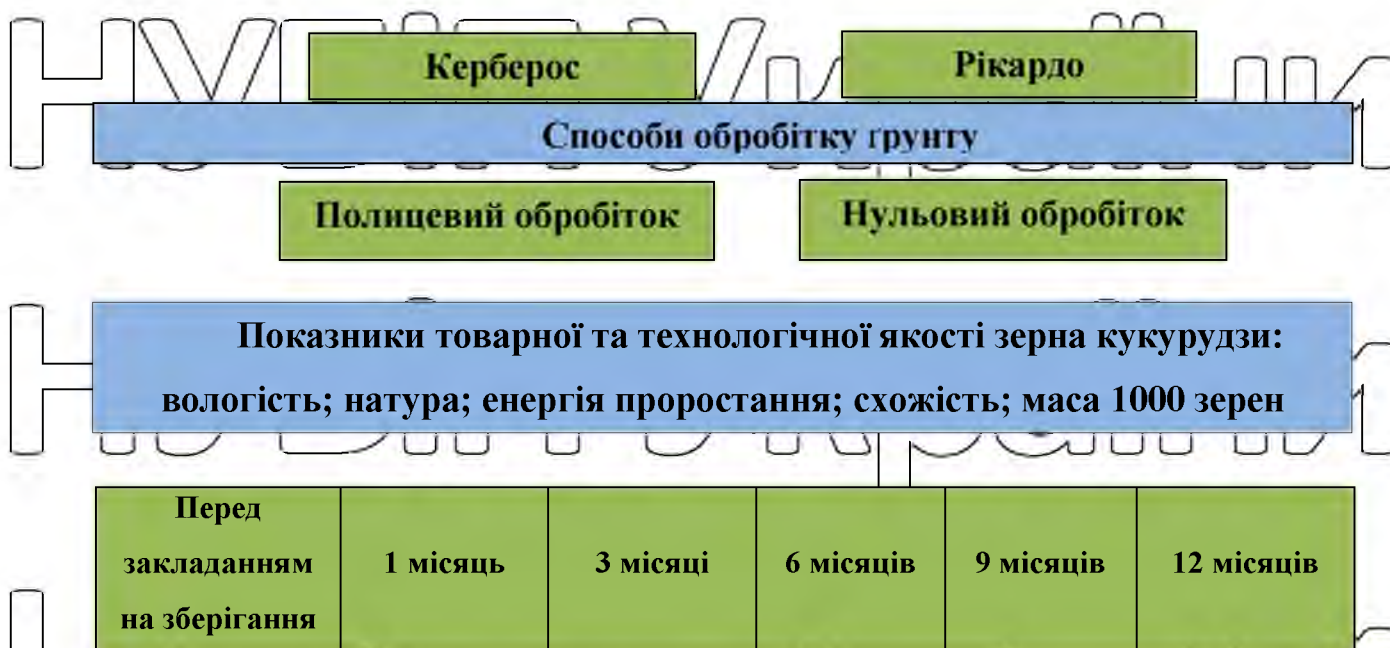 Керберос
Рікардо
Способи обробітку ґрунту
Полицевий обробіток
Нульовий обробіток
Показники товарної та технологічної якості зерна кукурудзи:
вологість; натура; енергія проростання; схожість; маса 1000 зерен
Перед
закладанням
на зберігання
1 місяць
3 місяці
6 місяців
9 місяців
12 місяців